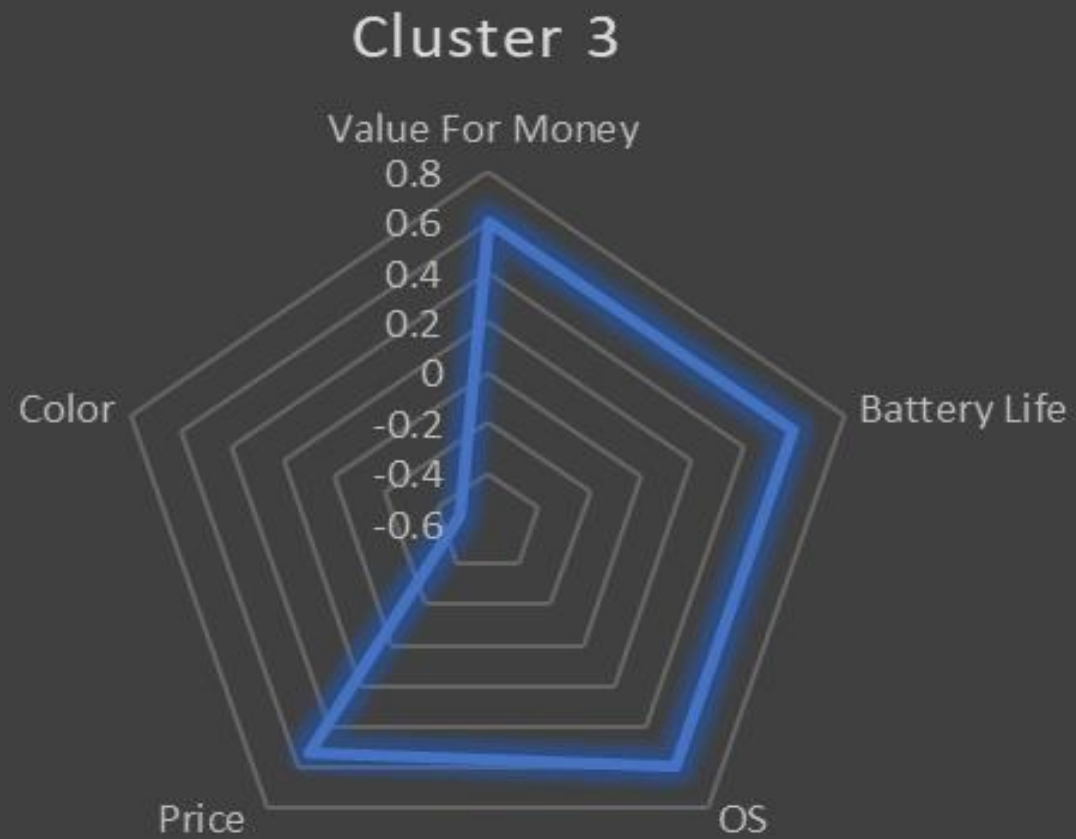 Cluster 3
Value For Money
0.8
0.6
0.4
0.2
0
-0.2
-0.4
-0.6
Color
Battery Life
Price
OS